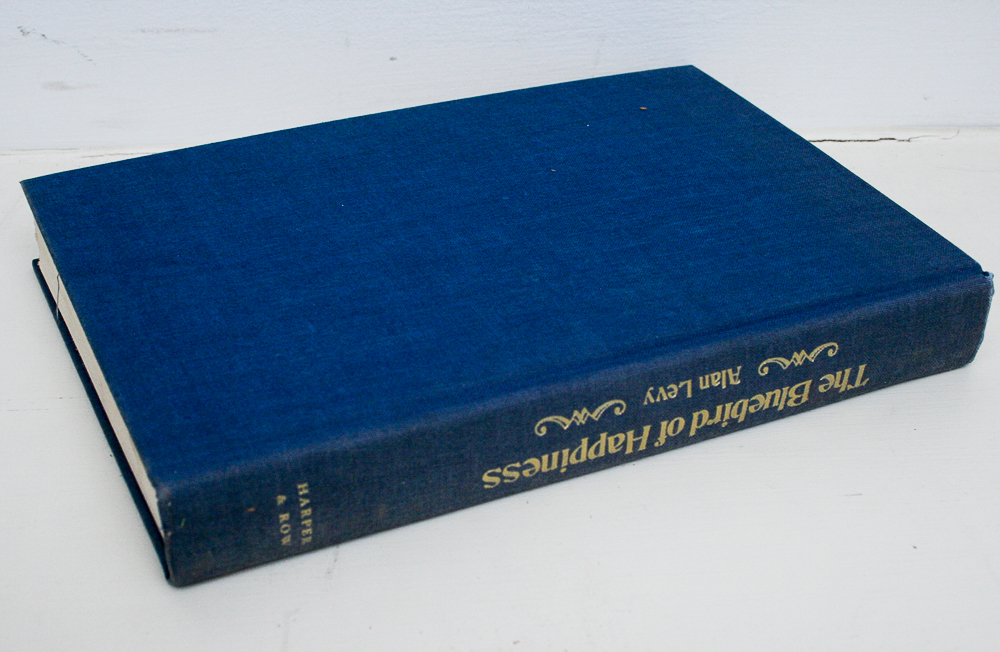 The Bluebird of Happiness
Alan Levy
HARPER
& ROW